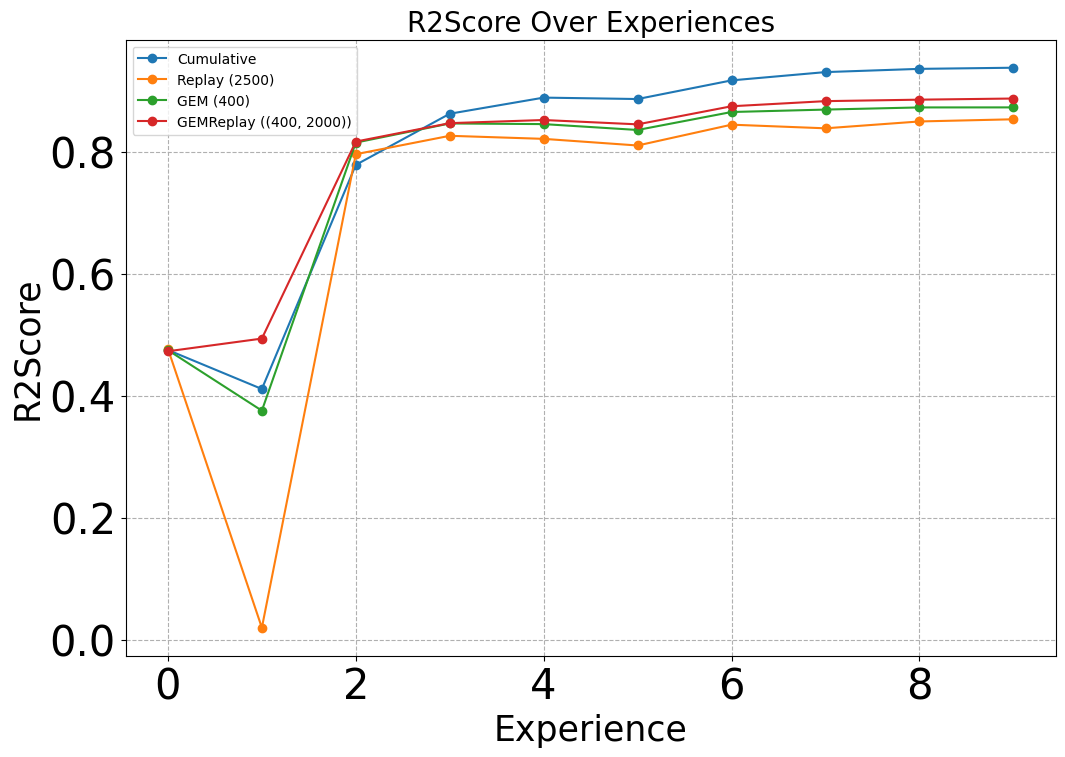 R2Score Over Experiences
Cumulative
Replay (2500)
GEM (400)
GEMReplay ((400, 2000))
R2Score
0.8
0.6
0.4
0.2
0.0
0 2 4 6 8
Experience